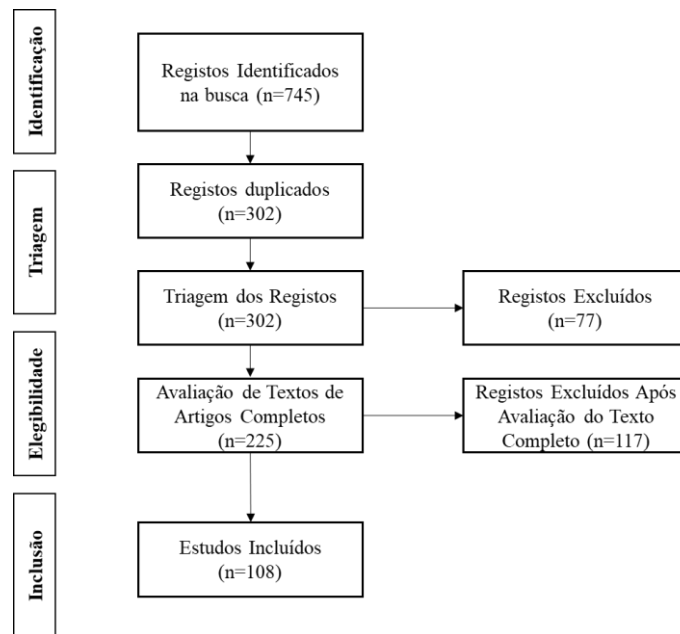 Identificação
Registos Identificados
na busca (n=745)
Triagem
Registos duplicados
(n=302)
Triagem dos Registos
(n=302)
Registos Excluídos
(n=77)
Elegibilidade
Avaliação de Textos de
Artigos Completos
(n=225)
Registos Excluídos Após
Avaliação do Texto
Completo (n=117)
Inclusão
Estudos Incluídos
(n=108)